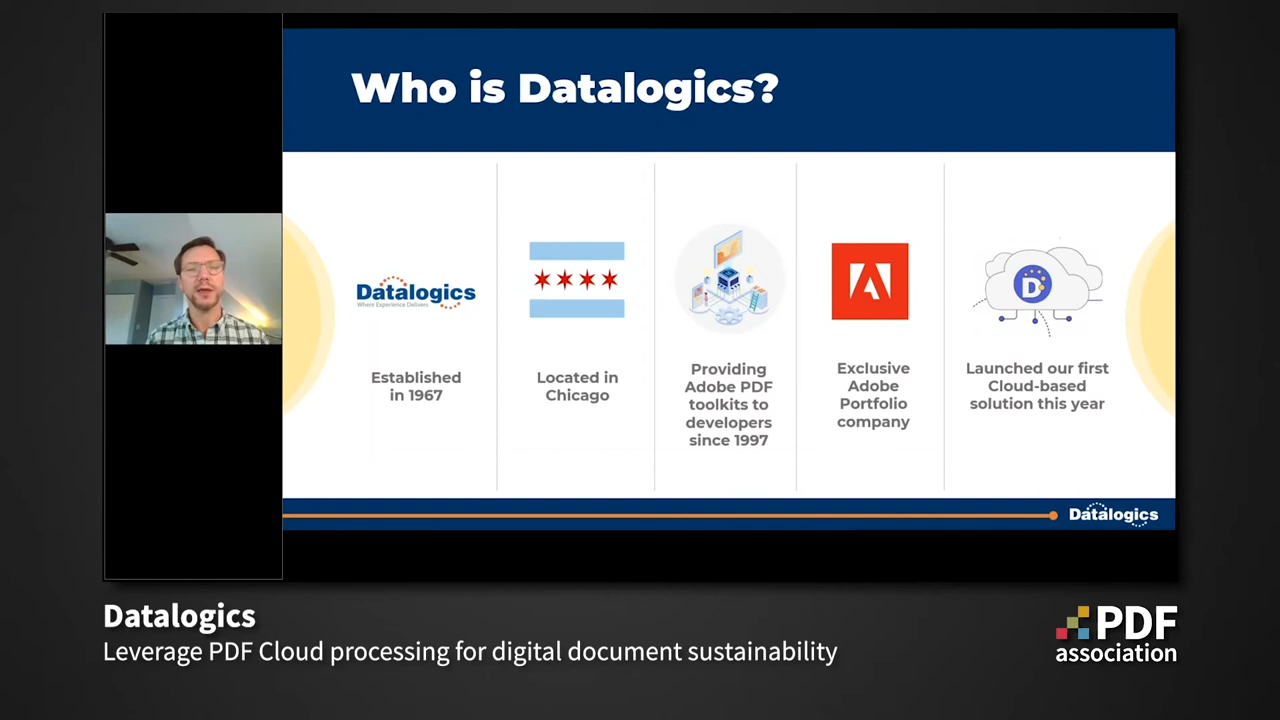 Who is Datalogics?
Datalogics
Where Experience Delivers
Established
in 1967
Located in
Chicago
Providing
Adobe PDF
toolkits to
developers
since 1997
Exclusive
Adobe
Portfolio
company
D
Launched our first
Cloud-based
solution this year
Datalogics
Datalogics
Leverage PDF Cloud processing for digital document sustainability
PDF
association